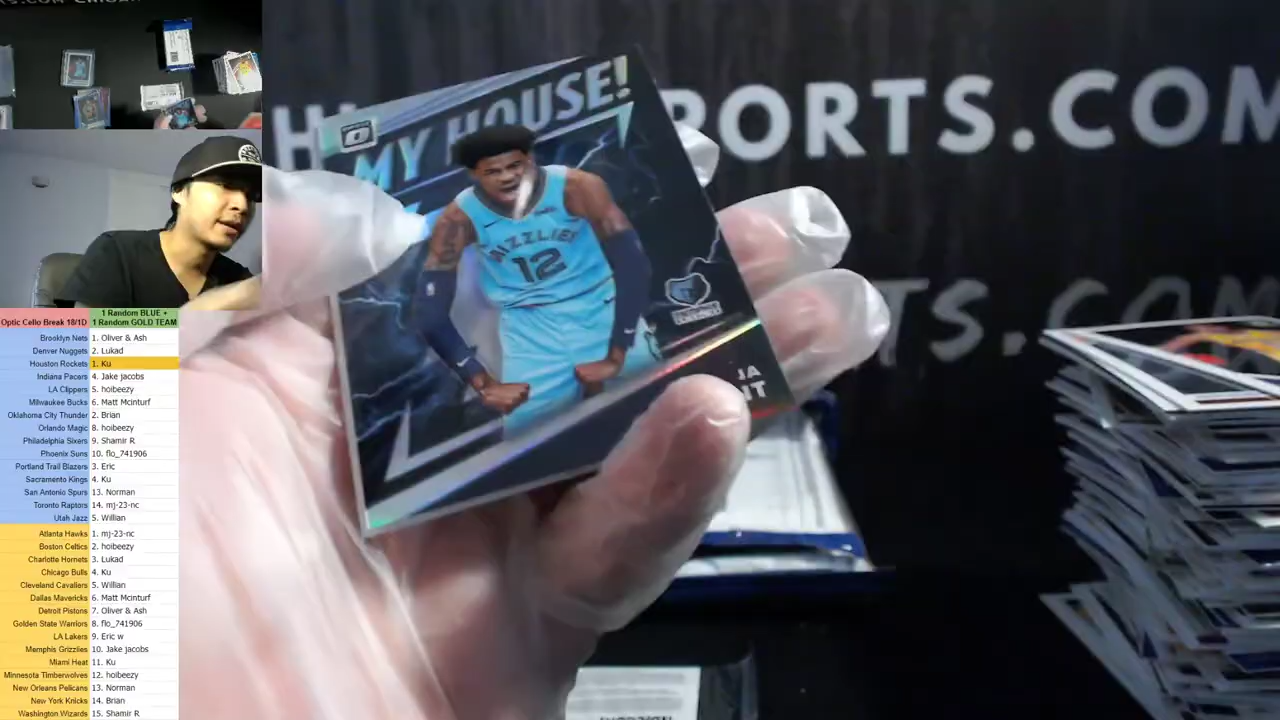 MY HOUSE!
GRIZZLIES
12
JA
PORTS.COM
TS.COM
Optic Cello Break 18/1D
1 Random BLUE +
1 Random GOLD TEAM
Brooklyn Nets 1. Oliver & Ash
Denver Nuggets 2. Lukad
Houston Rockets 1. Ku
Indiana Pacers 4. Jake jacobs
LA Clippers 5. hoibeezy
Milwaukee Bucks 6. Matt Mcinturf
Oklahoma City Thunder 2. Brian
Orlando Magic 8. hoibeezy
Philadelphia Sixers 9. Shamir R
Phoenix Suns 10. flo_741906
Portland Trail Blazers 3. Eric
Sacramento Kings 4. Ku
San Antonio Spurs 13. Norman
Toronto Raptors 14. mj-23-nc
Utah Jazz 5. Willian
Atlanta Hawks 1. mj-23-nc
Boston Celtics 2. hoibeezy
Charlotte Hornets 3. Lukad
Chicago Bulls 4. Ku
Cleveland Cavaliers 5. Willian
Dallas Mavericks 6. Matt Mcinturf
Detroit Pistons 7. Oliver & Ash
Golden State Warriors 8. flo_741906
LA Lakers 9. Eric w
Memphis Grizzlies 10. Jake jacobs
Miami Heat 11. Ku
Minnesota Timberwolves 12. hoibeezy
New Orleans Pelicans 13. Norman
New York Knicks 14. Brian
Washington Wizards 15. Shamir R